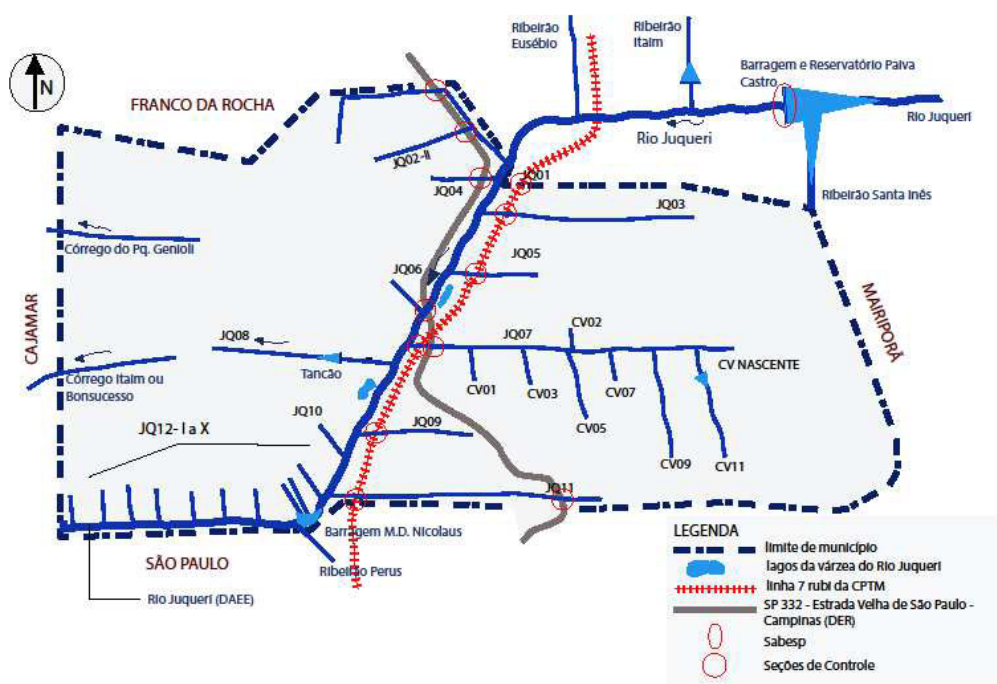 Ribeirão
Eusébio
Ribeirão
Itaim
Barragem e Reservatório Paiva
Castro
N
FRANCO DA ROCHA
Rio Juqueri
Rio Juqueri
JQ02-II
JQ04
JQ01
Ribeirão Santa Inês
JQ03
Córrego do Pq. Genioli
JQ05
JQ06
MAIRIPORÃ
CAJAMAR
JQ08
JQ07
CV02
Tancão
CV NASCENTE
Córrego Itaim ou
Bonsucesso
CV01
CV03
CV07
JQ10
JQ09
CV05
JQ12- I a X
CV09
CV11
JQ11
Barragem M.D. Nicolaus
SÃO PAULO
Ribeirão Perus
Rio Juqueri (DAEE)
LEGENDA
limite de município
lagos da várzea do Rio Juqueri
linha 7 rubi da CPTM
SP 332 - Estrada Velha de São Paulo -
Campinas (DER)
Sabesp
Seções de Controle